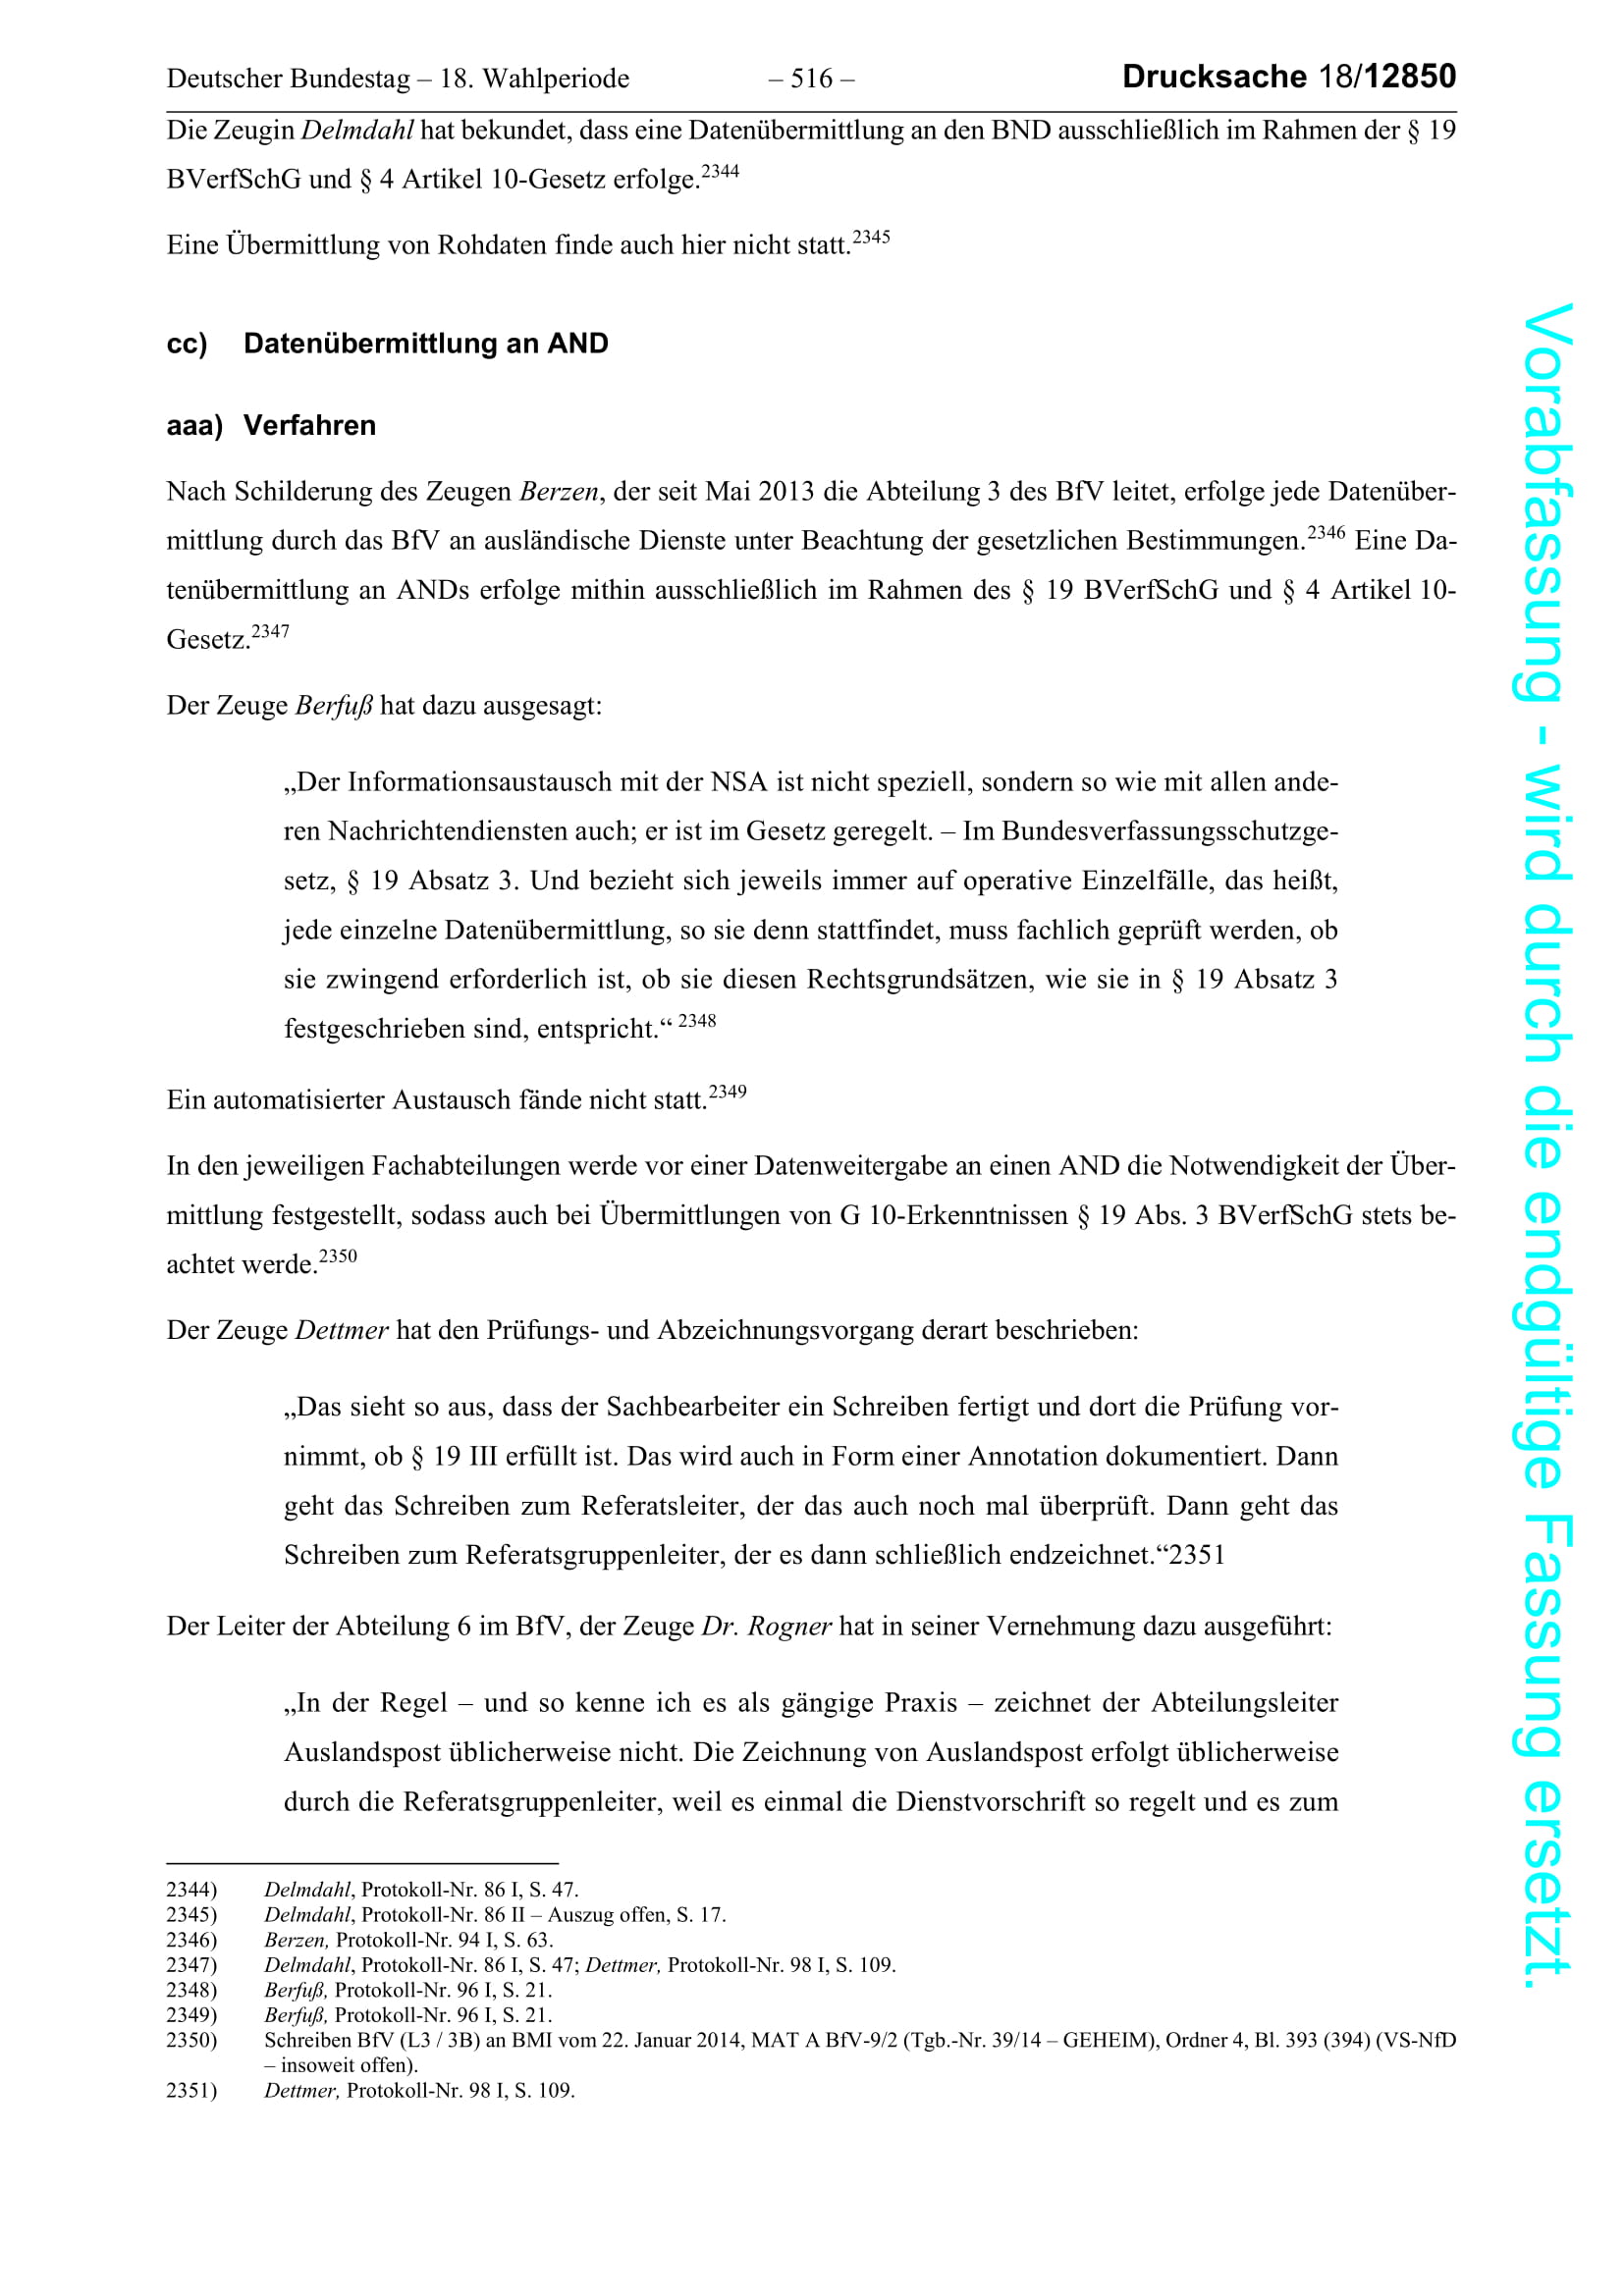 Deutscher Bundestag – 18. Wahlperiode – 516 – Drucksache 18/12850
Die Zeugin Delmdahl hat bekundet, dass eine Datenübermittlung an den BND ausschließlich im Rahmen der § 19
BVerfSchG und § 4 Artikel 10-Gesetz erfolge.2344
Eine Übermittlung von Rohdaten finde auch hier nicht statt.2345
cc) Datenübermittlung an AND
aaa) Verfahren
Nach Schilderung des Zeugen Berzen, der seit Mai 2013 die Abteilung 3 des BfV leitet, erfolge jede Datenüber-
mittlung durch das BfV an ausländische Dienste unter Beachtung der gesetzlichen Bestimmungen.2346 Eine Da-
tenübermittlung an ANDs erfolge mithin ausschließlich im Rahmen des § 19 BVerfSchG und § 4 Artikel 10-
Gesetz.2347
Der Zeuge Berfuß hat dazu ausgesagt:
„Der Informationsaustausch mit der NSA ist nicht speziell, sondern so wie mit allen ande-
ren Nachrichtendiensten auch; er ist im Gesetz geregelt. – Im Bundesverfassungsschutzge-
setz, § 19 Absatz 3. Und bezieht sich jeweils immer auf operative Einzelfälle, das heißt,
jede einzelne Datenübermittlung, so sie denn stattfindet, muss fachlich geprüft werden, ob
sie zwingend erforderlich ist, ob sie diesen Rechtsgrundsätzen, wie sie in § 19 Absatz 3
festgeschrieben sind, entspricht.“ 2348
Ein automatisierter Austausch fände nicht statt.2349
In den jeweiligen Fachabteilungen werde vor einer Datenweitergabe an einen AND die Notwendigkeit der Über-
mittlung festgestellt, sodass auch bei Übermittlungen von G 10-Erkenntnissen § 19 Abs. 3 BVerfSchG stets be-
achtet werde.2350
Der Zeuge Dettmer hat den Prüfungs- und Abzeichnungsvorgang derart beschrieben:
„Das sieht so aus, dass der Sachbearbeiter ein Schreiben fertigt und dort die Prüfung vor-
nimmt, ob § 19 III erfüllt ist. Das wird auch in Form einer Annotation dokumentiert. Dann
geht das Schreiben zum Referatsleiter, der das auch noch mal überprüft. Dann geht das
Schreiben zum Referatsgruppenleiter, der es dann schließlich endzeichnet.“2351
Der Leiter der Abteilung 6 im BfV, der Zeuge Dr. Rogner hat in seiner Vernehmung dazu ausgeführt:
„In der Regel – und so kenne ich es als gängige Praxis – zeichnet der Abteilungsleiter
Auslandspost üblicherweise nicht. Die Zeichnung von Auslandspost erfolgt üblicherweise
durch die Referatsgruppenleiter, weil es einmal die Dienstvorschrift so regelt und es zum
2344) Delmdahl, Protokoll-Nr. 86 I, S. 47.
2345) Delmdahl, Protokoll-Nr. 86 II – Auszug offen, S. 17.
2346) Berzen, Protokoll-Nr. 94 I, S. 63.
2347) Delmdahl, Protokoll-Nr. 86 I, S. 47; Dettmer, Protokoll-Nr. 98 I, S. 109.
2348) Berfuß, Protokoll-Nr. 96 I, S. 21.
2349) Berfuß, Protokoll-Nr. 96 I, S. 21.
2350) Schreiben BfV (L3 / 3B) an BMI vom 22. Januar 2014, MAT A BfV-9/2 (Tgb.-Nr. 39/14 – GEHEIM), Ordner 4, Bl. 393 (394) (VS-NfD
– insoweit offen).
2351) Dettmer, Protokoll-Nr. 98 I, S. 109.
Vorabfassung - wird durch die endgültige Fassung ersetzt.